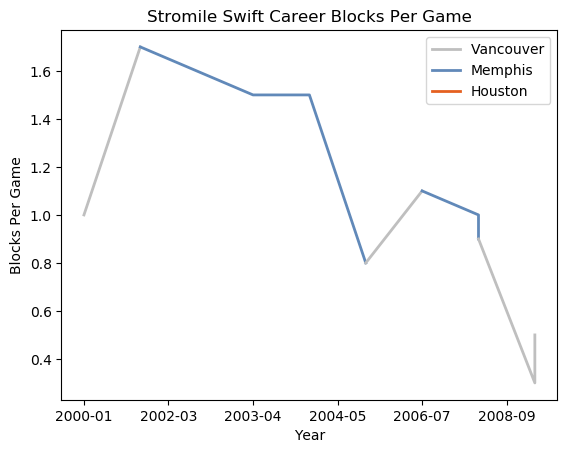 Stromile Swift Career Blocks Per Game
Vancouver
Memphis
Houston
1.6
1.4
1.2
1.0
0.8
0.6
0.4
Blocks Per Game
2000-01 2002-03 2003-04 2004-05 2006-07 2008-09
Year